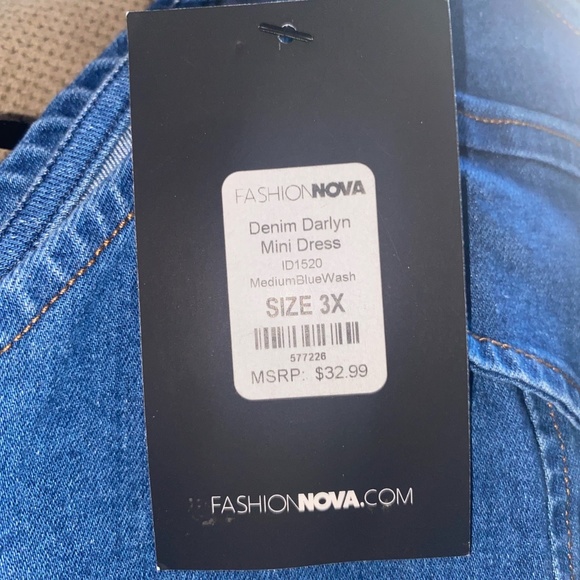 FASHIONNOVA
Denim Darlyn
Mini Dress
ID1520
MediumBlueWash
SIZE 3X
577226
MSRP: $32.99
FASHIONNOVA.COM